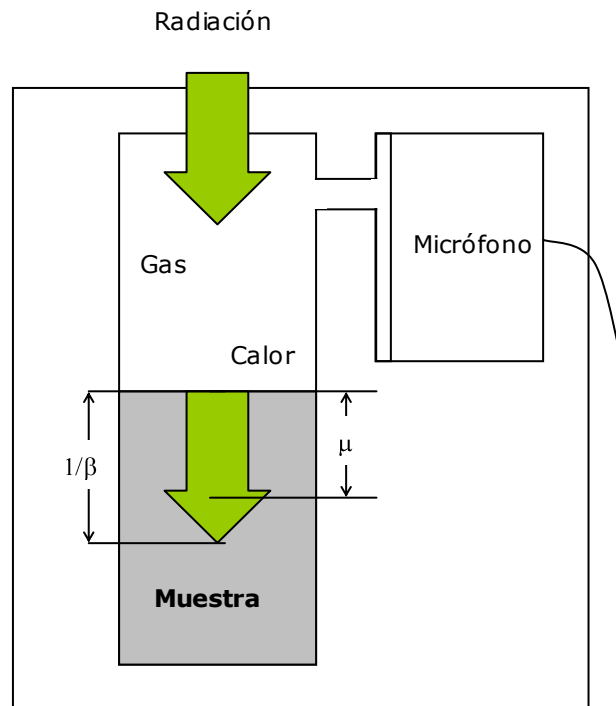 Radiación
Gas
Micrófono
Calor
1/β
μ
Muestra